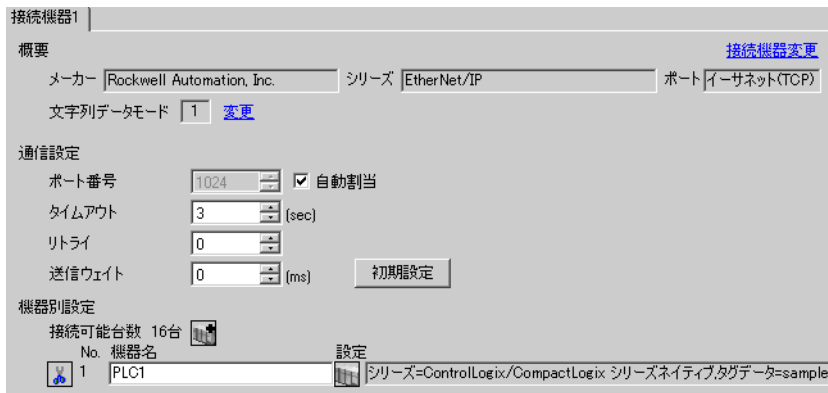 接続機器1
概要 接続機器変更
メーカー Rockwell Automation, Inc. シリーズ EtherNet/IP ポート イーサネット(TCP)
文字列データモード 1 変更
通信設定
ポート番号 1024 自動割当
タイムアウト 3 (sec)
リトライ 0
送信ウェイト 0 (ms) 初期設定
機器別設定
接続可能台数 16台
No. 機器名 設定
1 PLC1 シリーズ=ControlLogix/CompactLogix シリーズネイティブ,タグデータ=sample